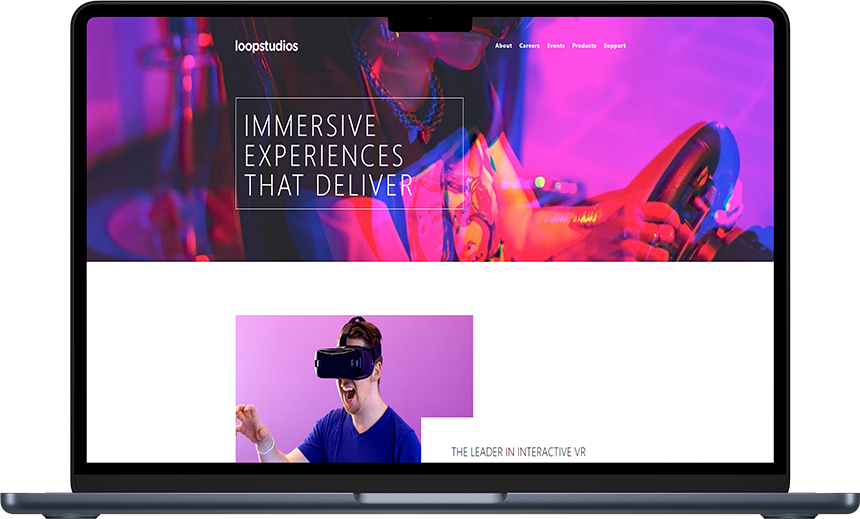 loopstudios
About Careers Events Products Support
IMMERSIVE
EXPERIENCES
THAT DELIVER
THE LEADER IN INTERACTIVE VR